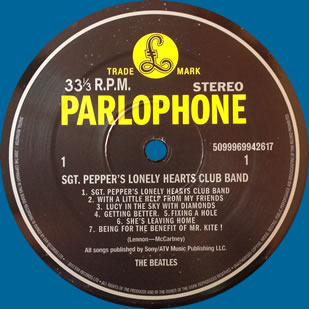 TRADE MARK
33⅓ R.P.M. STEREO
PARLOPHONE
5099969942617
1 1
SGT. PEPPER'S LONELY HEARTS CLUB BAND
1. SGT. PEPPER'S LONELY HEARTS CLUB BAND
2. WITH A LITTLE HELP FROM MY FRIENDS
3. LUCY IN THE SKY WITH DIAMONDS
4. GETTING BETTER. 5. FIXING A HOLE
6. SHE'S LEAVING HOME
7. BEING FOR THE BENEFIT OF MR. KITE !
(Lennon—McCartney)
All songs published by Sony/ATV Music Publishing LLC.
THE BEATLES